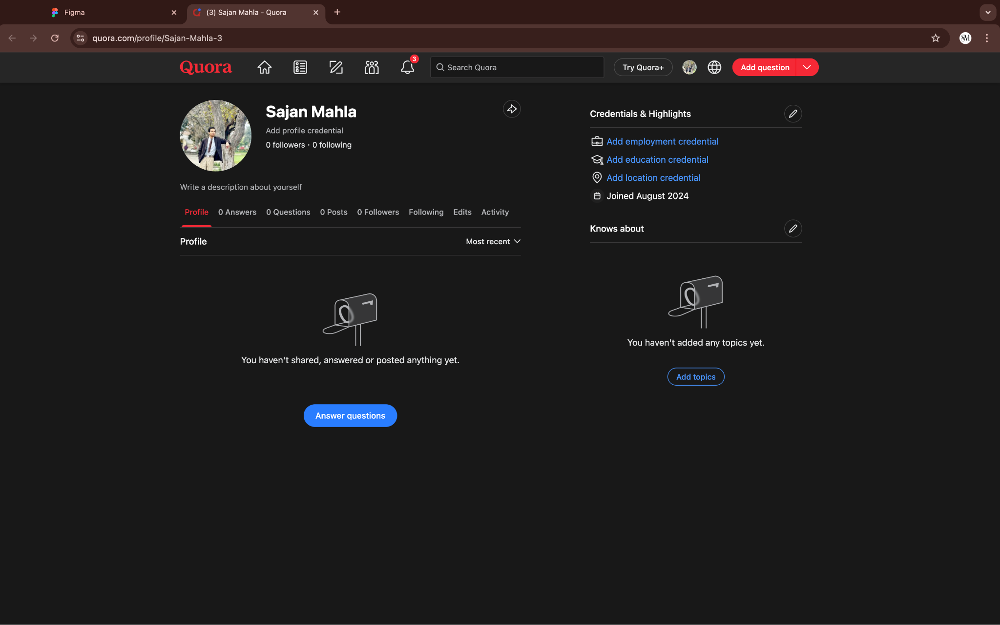 Figma
(3) Sajan Mahla - Quora
quora.com/profile/Sajan-Mahla-3
SM
Quora
3
Search Quora
Try Quora+
Add question
Sajan Mahla
Add profile credential
0 followers · 0 following
Write a description about yourself
Profile
0 Answers
0 Questions
0 Posts
0 Followers
Following
Edits
Activity
Profile
Most recent
You haven't shared, answered or posted anything yet.
Answer questions
Credentials & Highlights
Add employment credential
Add education credential
Add location credential
Joined August 2024
Knows about
You haven't added any topics yet.
Add topics